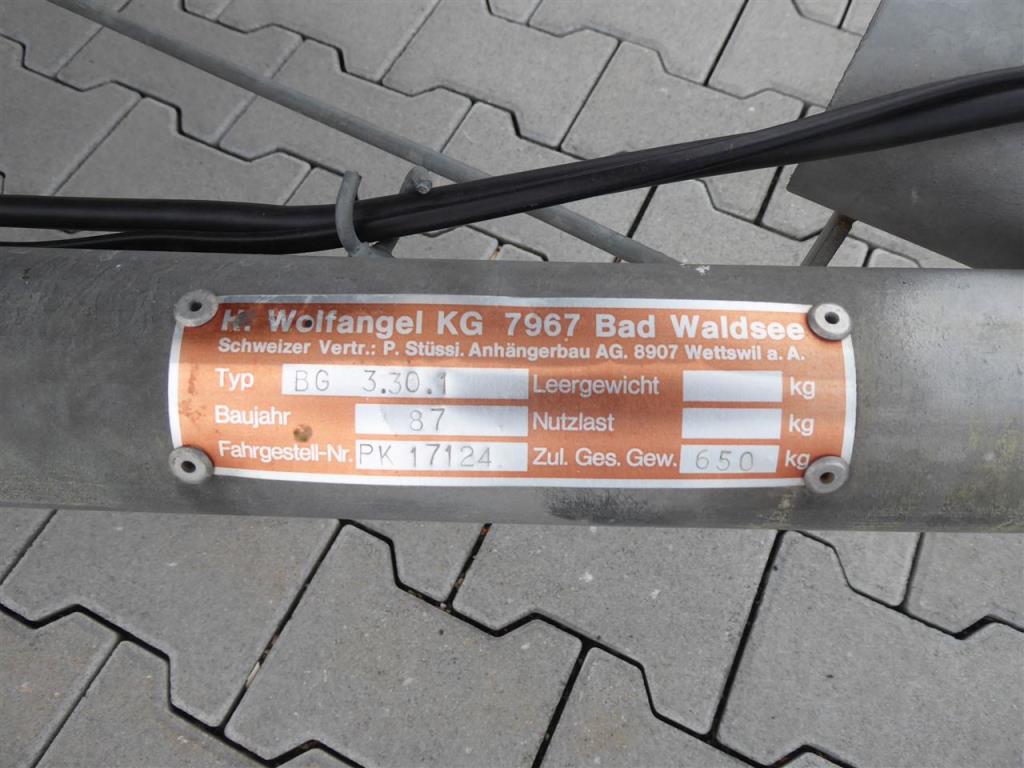 H. Wolfangel KG 7967 Bad Waldsee
Schweizer Vertr.: P. Stüssi. Anhängerbau AG. 8907 Wettswil a. A.
Typ BG 3.30.1 Leergewicht kg
Baujahr 87 Nutzlast kg
Fahrgestell-Nr. PK 17124 Zul. Ges. Gew. 650 kg